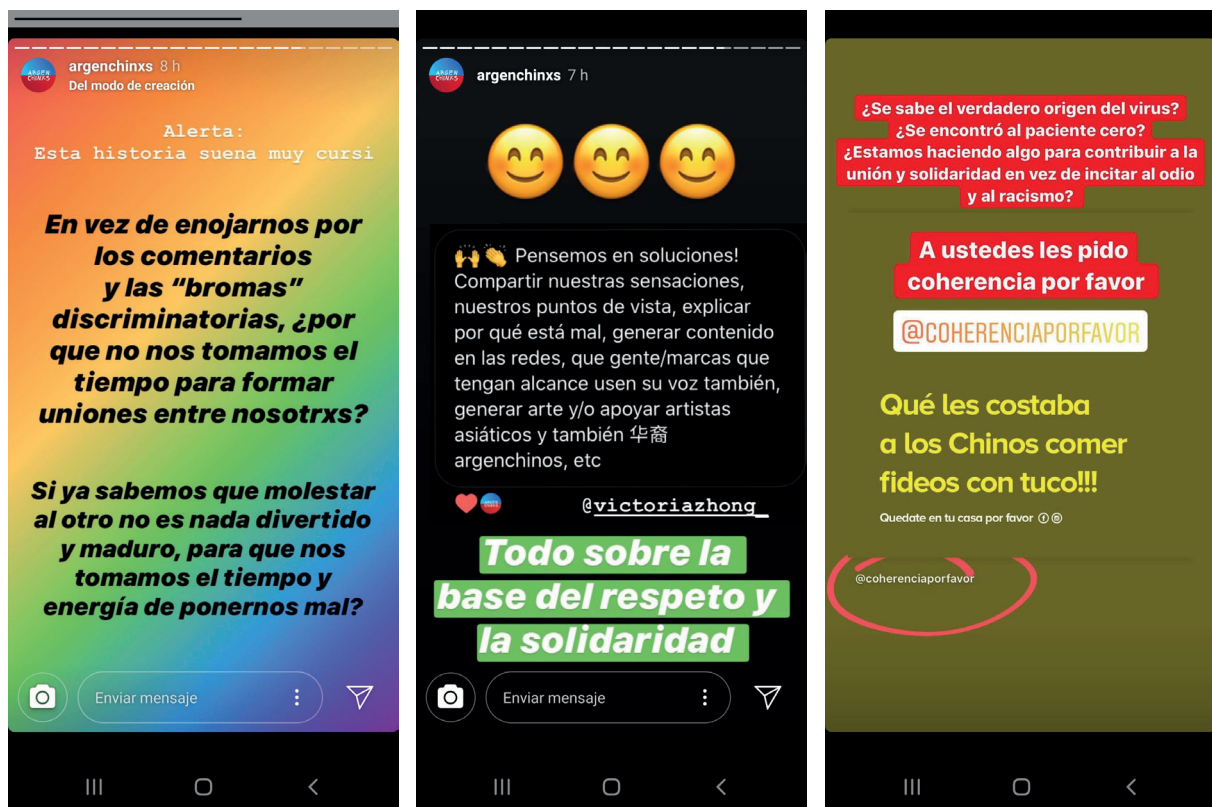 argenchinxs 8 h
Del modo de creación
Alerta:
Esta historia suena muy cursi
En vez de enojarnos por
los comentarios
y las “bromas”
discriminatorias, ¿por
que no nos tomamos el
tiempo para formar
uniones entre nosotrxs?
Si ya sabemos que molestar
al otro no es nada divertido
y maduro, para que nos
tomamos el tiempo y
energía de ponernos mal?
Enviar mensaje
argenchinxs 7 h
🙌 👏 Pensemos en soluciones!
Compartir nuestras sensaciones,
nuestros puntos de vista, explicar
por qué está mal, generar contenido
en las redes, que gente/marcas que
tengan alcance usen su voz también,
generar arte y/o apoyar artistas
asiáticos y también 华裔
argenchinos, etc
@victoriazhong_
Todo sobre la
base del respeto y
la solidaridad
Enviar mensaje
¿Se sabe el verdadero origen del virus?
¿Se encontró al paciente cero?
¿Estamos haciendo algo para contribuir a la
unión y solidaridad en vez de incitar al odio
y al racismo?
A ustedes les pido
coherencia por favor
@COHERENCIAPORFAVOR
Qué les costaba
a los Chinos comer
fideos con tuco!!!
Quedate en tu casa por favor
@coherenciaporfavor